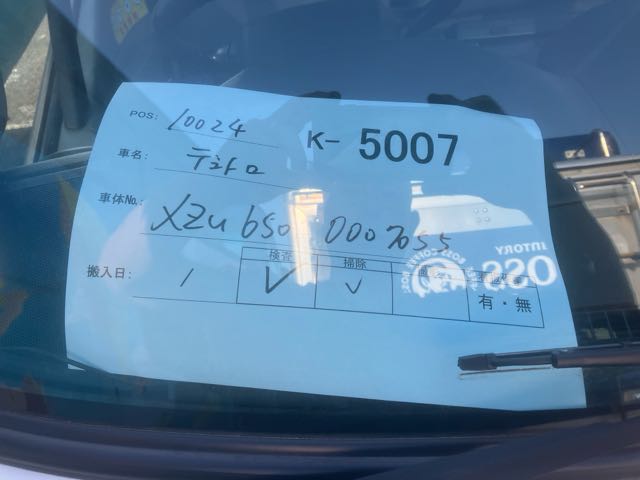 POS: 10024
K- 5007
車名: デュトロ
車体No.: XZU650 0007055
搬入日: /
検査 掃除
✓ ✓
有・無